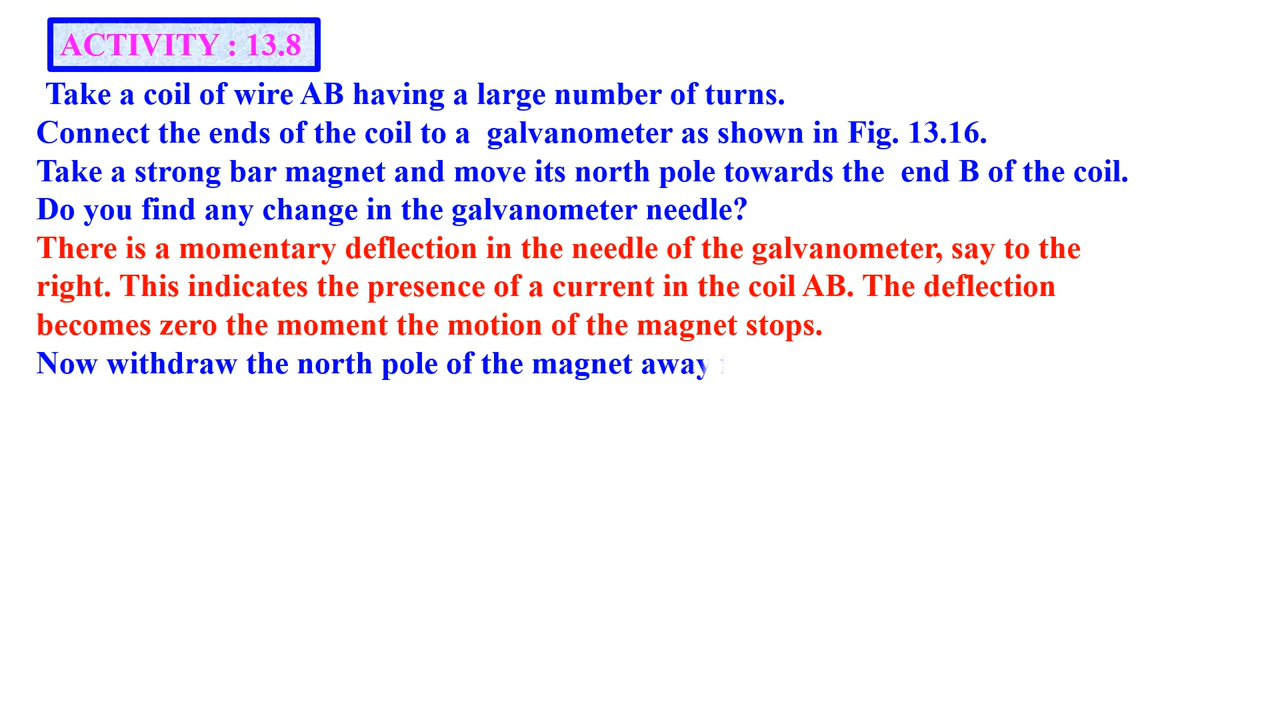 ACTIVITY : 13.8
Take a coil of wire AB having a large number of turns.
Connect the ends of the coil to a galvanometer as shown in Fig. 13.16.
Take a strong bar magnet and move its north pole towards the end B of the coil.
Do you find any change in the galvanometer needle?
There is a momentary deflection in the needle of the galvanometer, say to the
right. This indicates the presence of a current in the coil AB. The deflection
becomes zero the moment the motion of the magnet stops.
Now withdraw the north pole of the magnet away